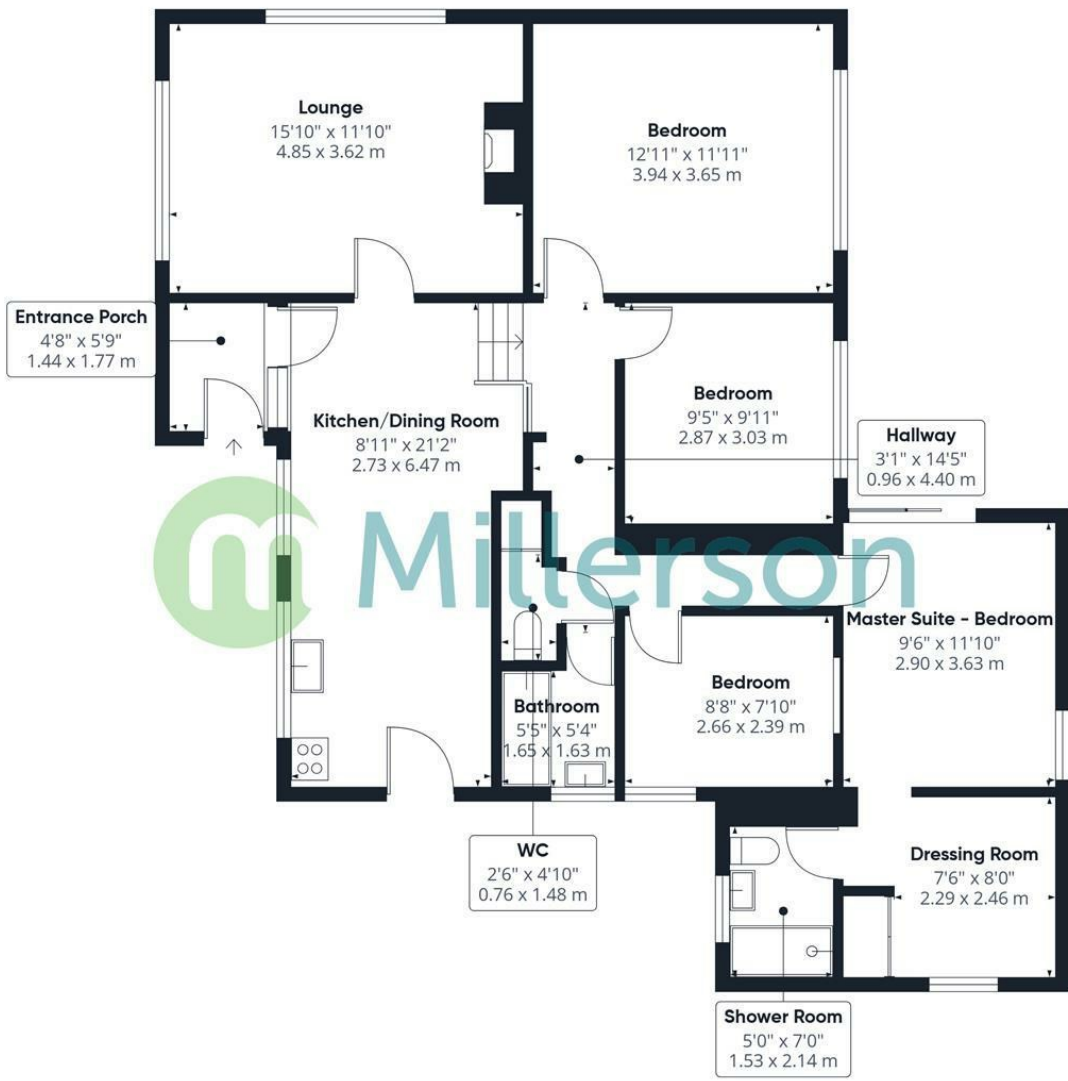 Lounge
15'10" x 11'10"
4.85 x 3.62 m
Bedroom
12'11" x 11'11"
3.94 x 3.65 m
Entrance Porch
4'8" x 5'9"
1.44 x 1.77 m
Kitchen/Dining Room
8'11" x 21'2"
2.73 x 6.47 m
Bedroom
9'5" x 9'11"
2.87 x 3.03 m
Hallway
3'1" x 14'5"
0.96 x 4.40 m
m Millerson
Master Suite - Bedroom
9'6" x 11'10"
2.90 x 3.63 m
Bedroom
8'8" x 7'10"
2.66 x 2.39 m
Bathroom
5'5" x 5'4"
1.65 x 1.63 m
WC
2'6" x 4'10"
0.76 x 1.48 m
Dressing Room
7'6" x 8'0"
2.29 x 2.46 m
Shower Room
5'0" x 7'0"
1.53 x 2.14 m